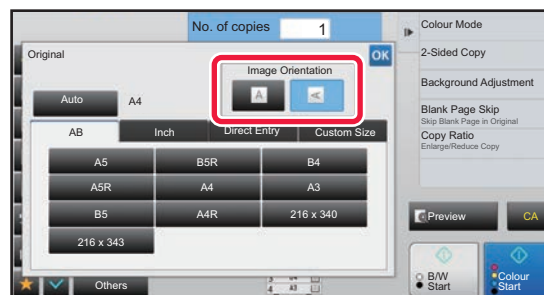 No. of copies 1
Colour Mode
Original
OK
2-Sided Copy
Image Orientation
A A
Background Adjustment
Auto A4
Blank Page Skip
Skip Blank Page in Original
AB Inch Direct Entry Custom Size
Copy Ratio
Enlarge/Reduce Copy
A5 B5R B4
A5R A4 A3
B5 A4R 216 x 340
Preview CA
216 x 343
B/W
Start
Colour
Start
Others
4 A3